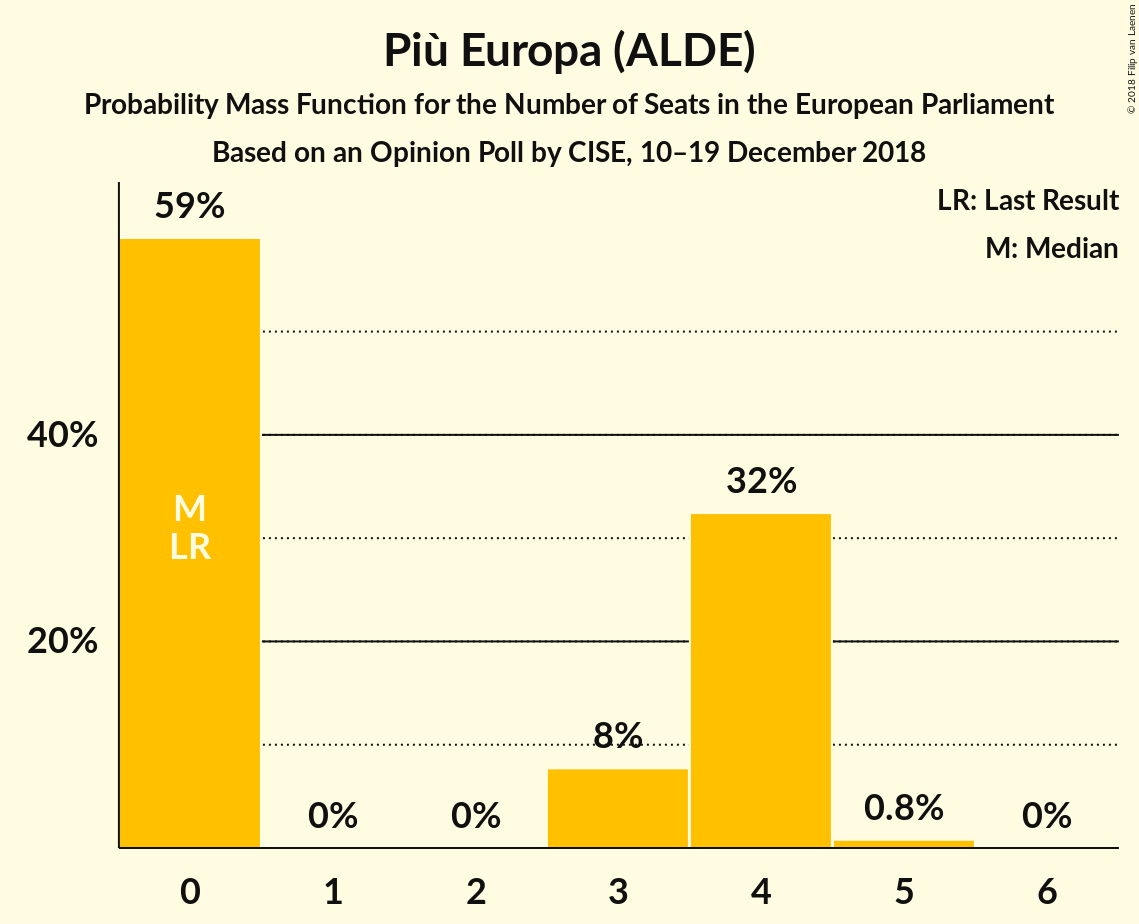 Più Europa (ALDE)
Probability Mass Function for the Number of Seats in the European Parliament
Based on an Opinion Poll by CISE, 10–19 December 2018
© 2018 Filip van Laenen
LR: Last Result
M: Median
59%
40%
32%
M
LR
20%
8%
0%
0%
0.8%
0%
0
1
2
3
4
5
6